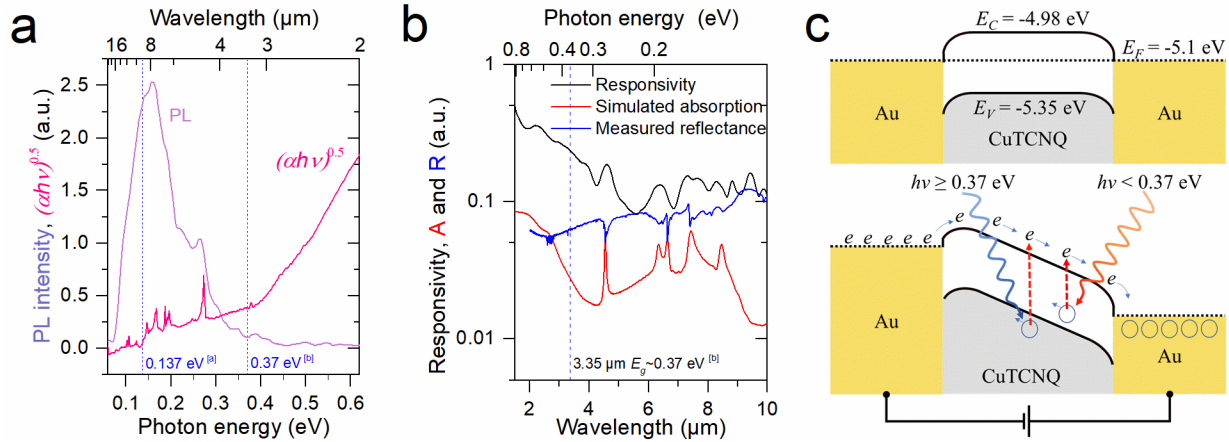 a
Wavelength (µm)
16 8 4 3 2
PL intensity, (αhν)^0.5 (a.u.)
2.5
2.0
1.5
1.0
0.5
0.0
PL
(αhν)^0.5
0.137 eV [a]
0.37 eV [b]
0.1 0.2 0.3 0.4 0.5 0.6
Photon energy (eV)
b
Photon energy (eV)
0.8 0.4 0.3 0.2
Responsivity, A and R (a.u.)
1
0.1
0.01
Responsivity
Simulated absorption
Measured reflectance
3.35 µm E_g~0.37 eV [b]
2 4 6 8 10
Wavelength (µm)
c
E_C = -4.98 eV
E_F = -5.1 eV
Au
E_V = -5.35 eV
CuTCNQ
Au
hν ≥ 0.37 eV
hν < 0.37 eV
e e e e e
e
e
e
e
Au
CuTCNQ
Au